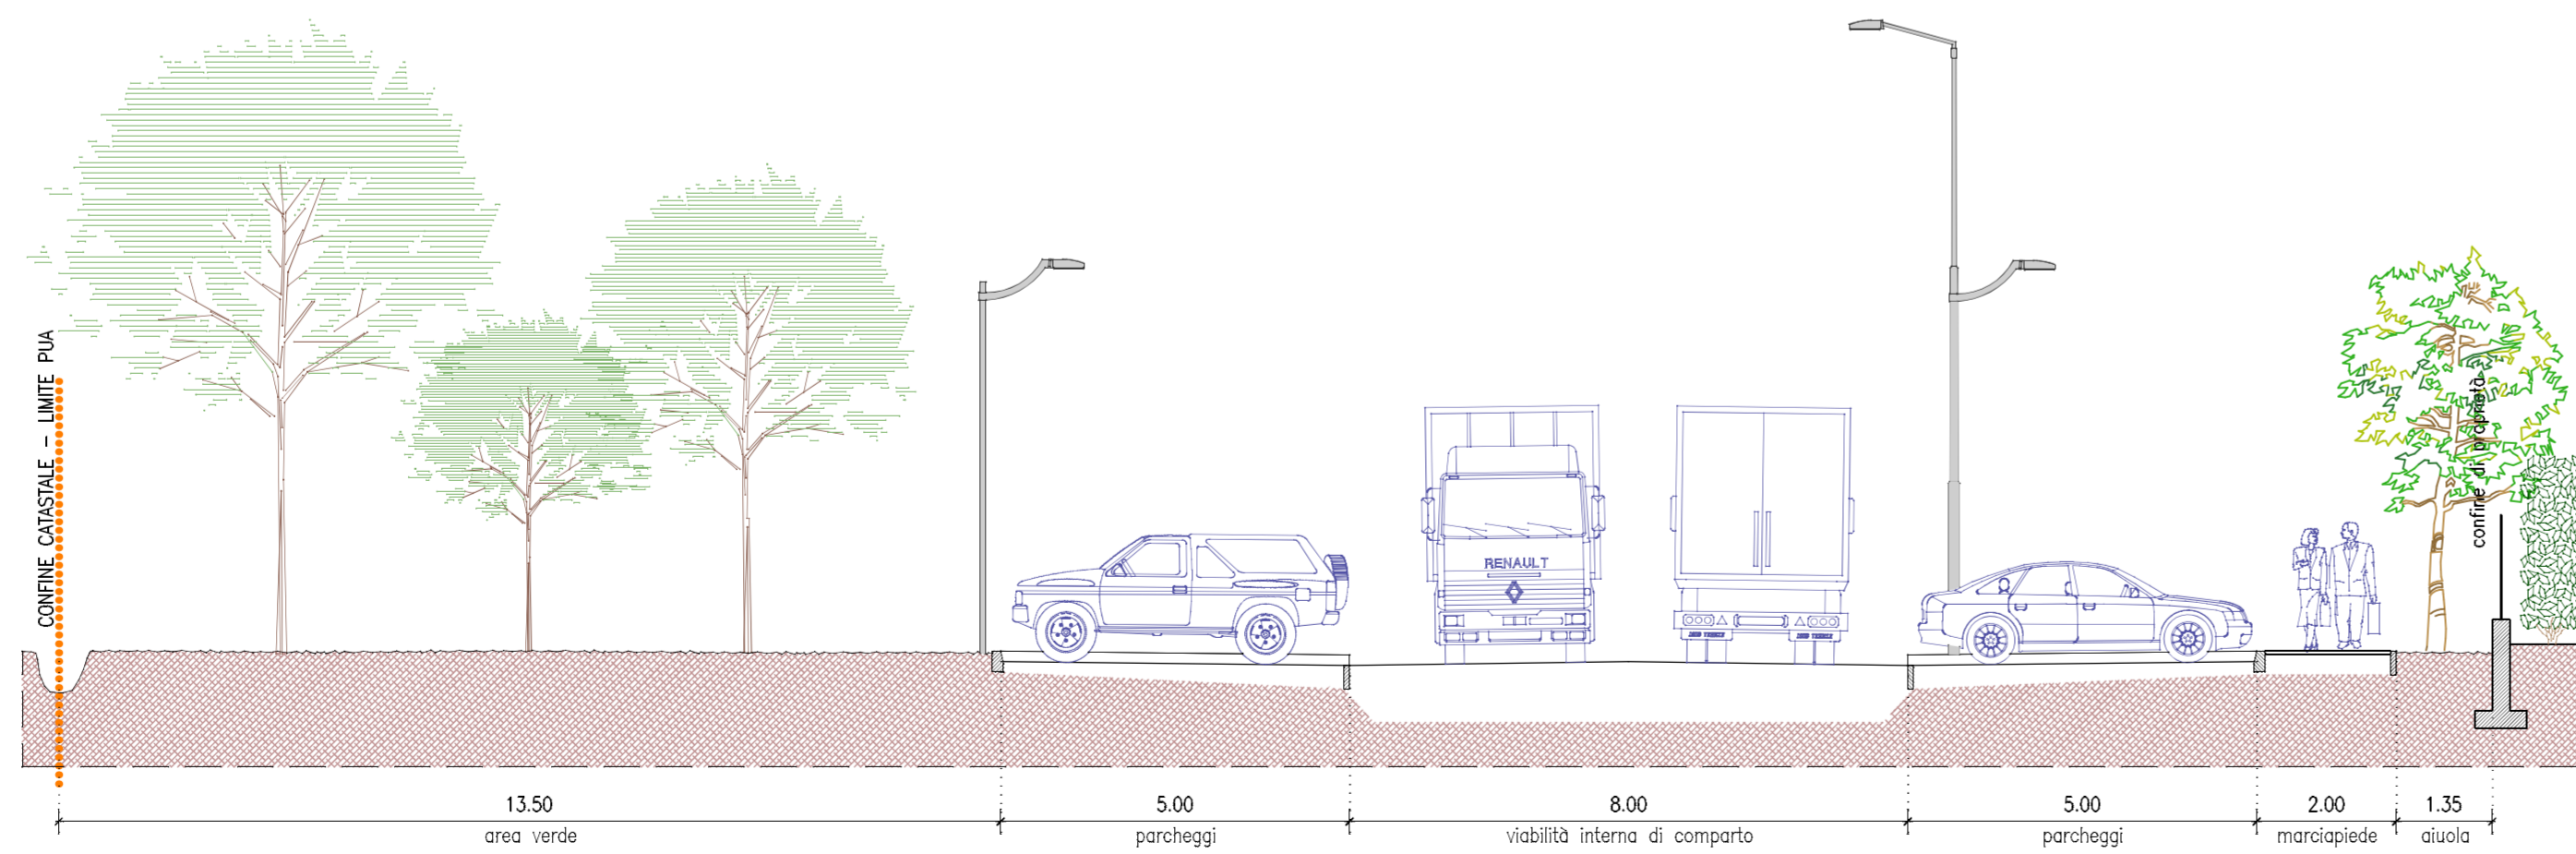 CONFINE CATASTALE - LIMITE PUA
RENAULT
confine di proprietà
13.50
5.00
8.00
5.00
2.00
1.35
area verde
parcheggi
viabilità interna di comparto
parcheggi
marciapiede
aiuola